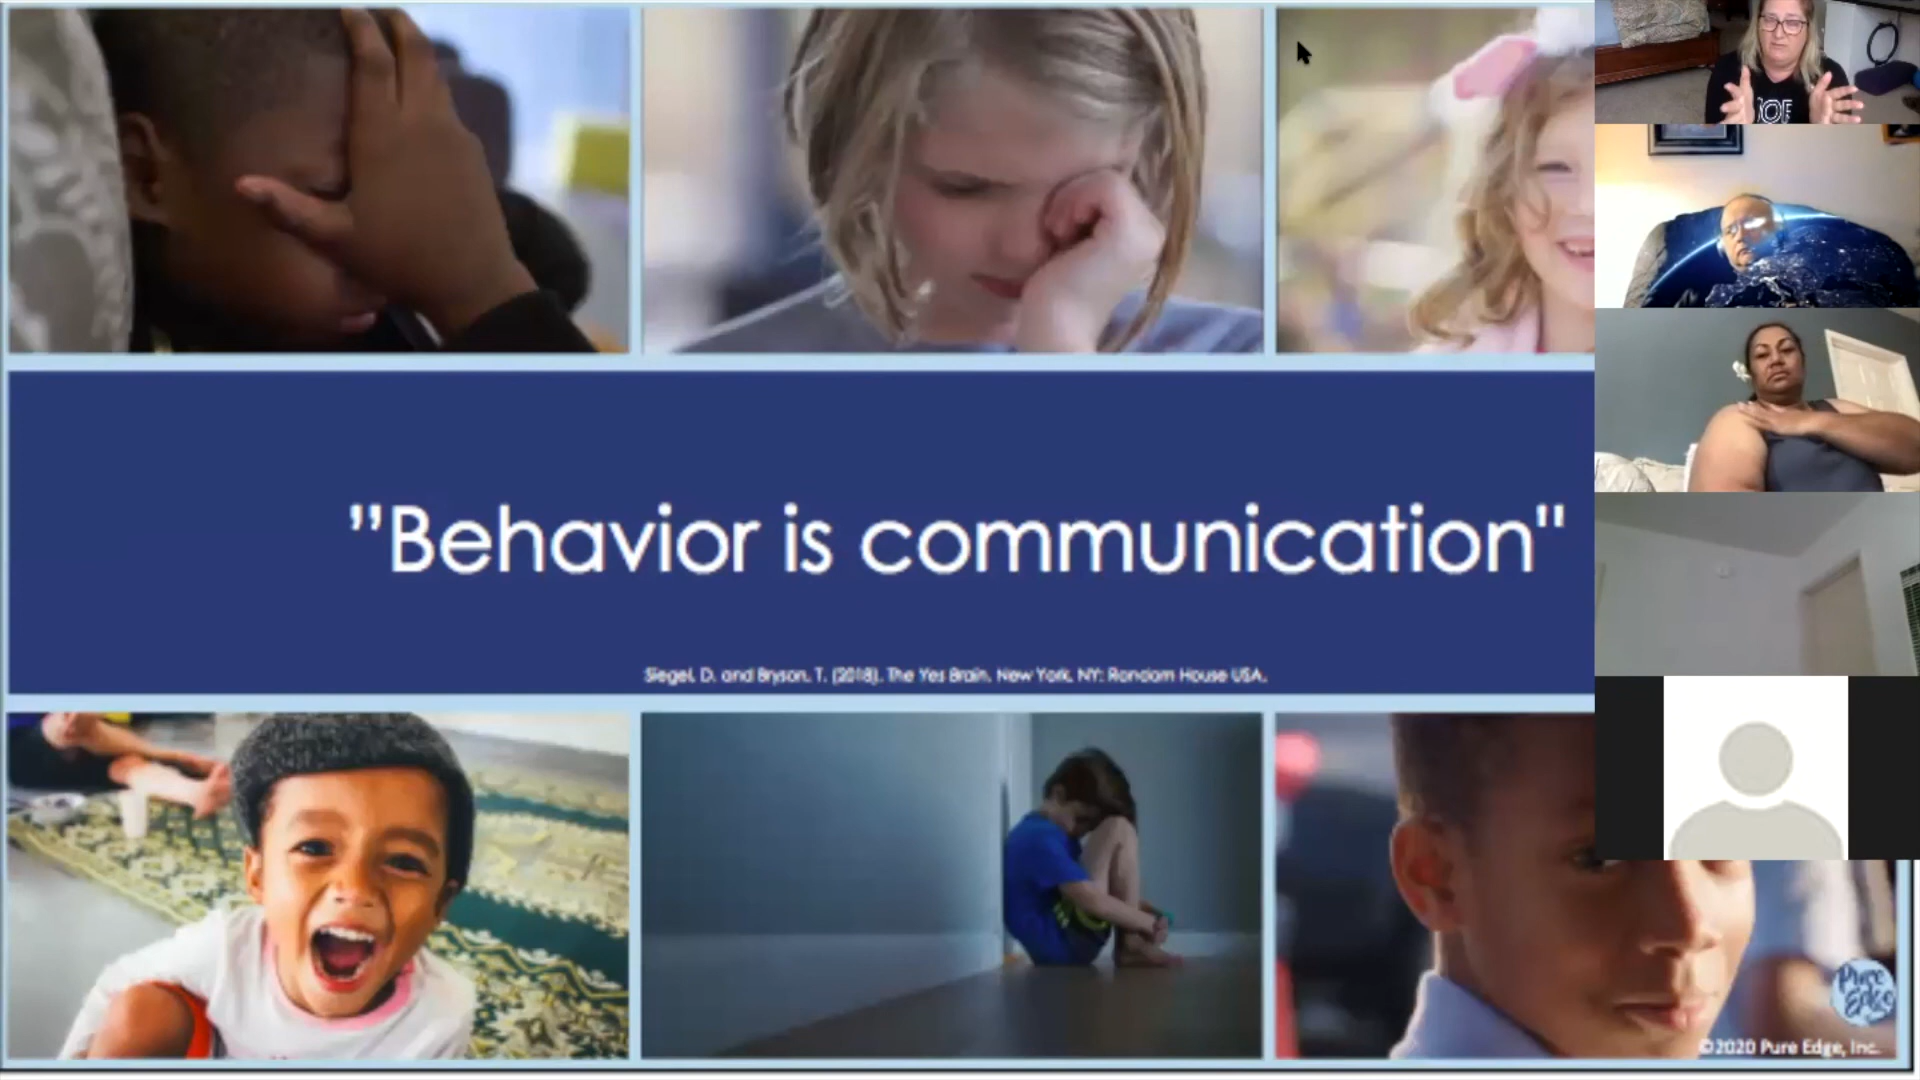 "Behavior is communication"
Siegel, D. and Bryson, T. (2018). The Yes Brain. New York, NY: Random House USA.
Pure
Edge
©2020 Pure Edge, Inc.